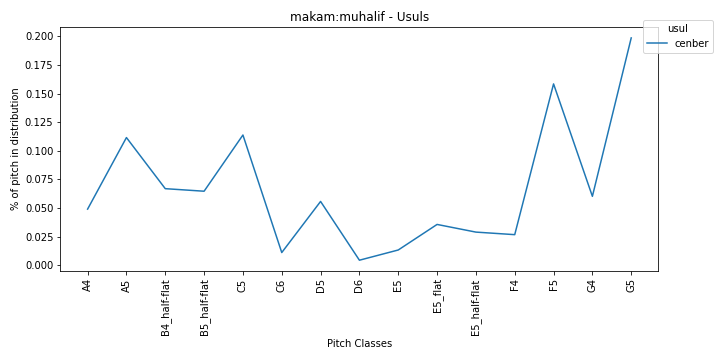 makam:muhalif - Usuls
usul
cenber
% of pitch in distribution
0.200
0.175
0.150
0.125
0.100
0.075
0.050
0.025
0.000
A4
A5
B4_half-flat
B5_half-flat
C5
C6
D5
D6
E5
E5_flat
E5_half-flat
F4
F5
G4
G5
Pitch Classes